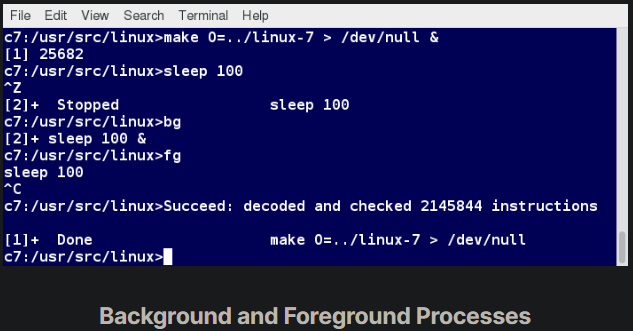 File Edit View Search Terminal Help
c7:/usr/src/linux>make O=../linux-7 > /dev/null &
[1] 25682
c7:/usr/src/linux>sleep 100
^Z
[2]+  Stopped                 sleep 100
c7:/usr/src/linux>bg
[2]+ sleep 100 &
c7:/usr/src/linux>fg
sleep 100
^C
c7:/usr/src/linux>Succeed: decoded and checked 2145844 instructions
[1]+  Done                    make O=../linux-7 > /dev/null
c7:/usr/src/linux>
Background and Foreground Processes